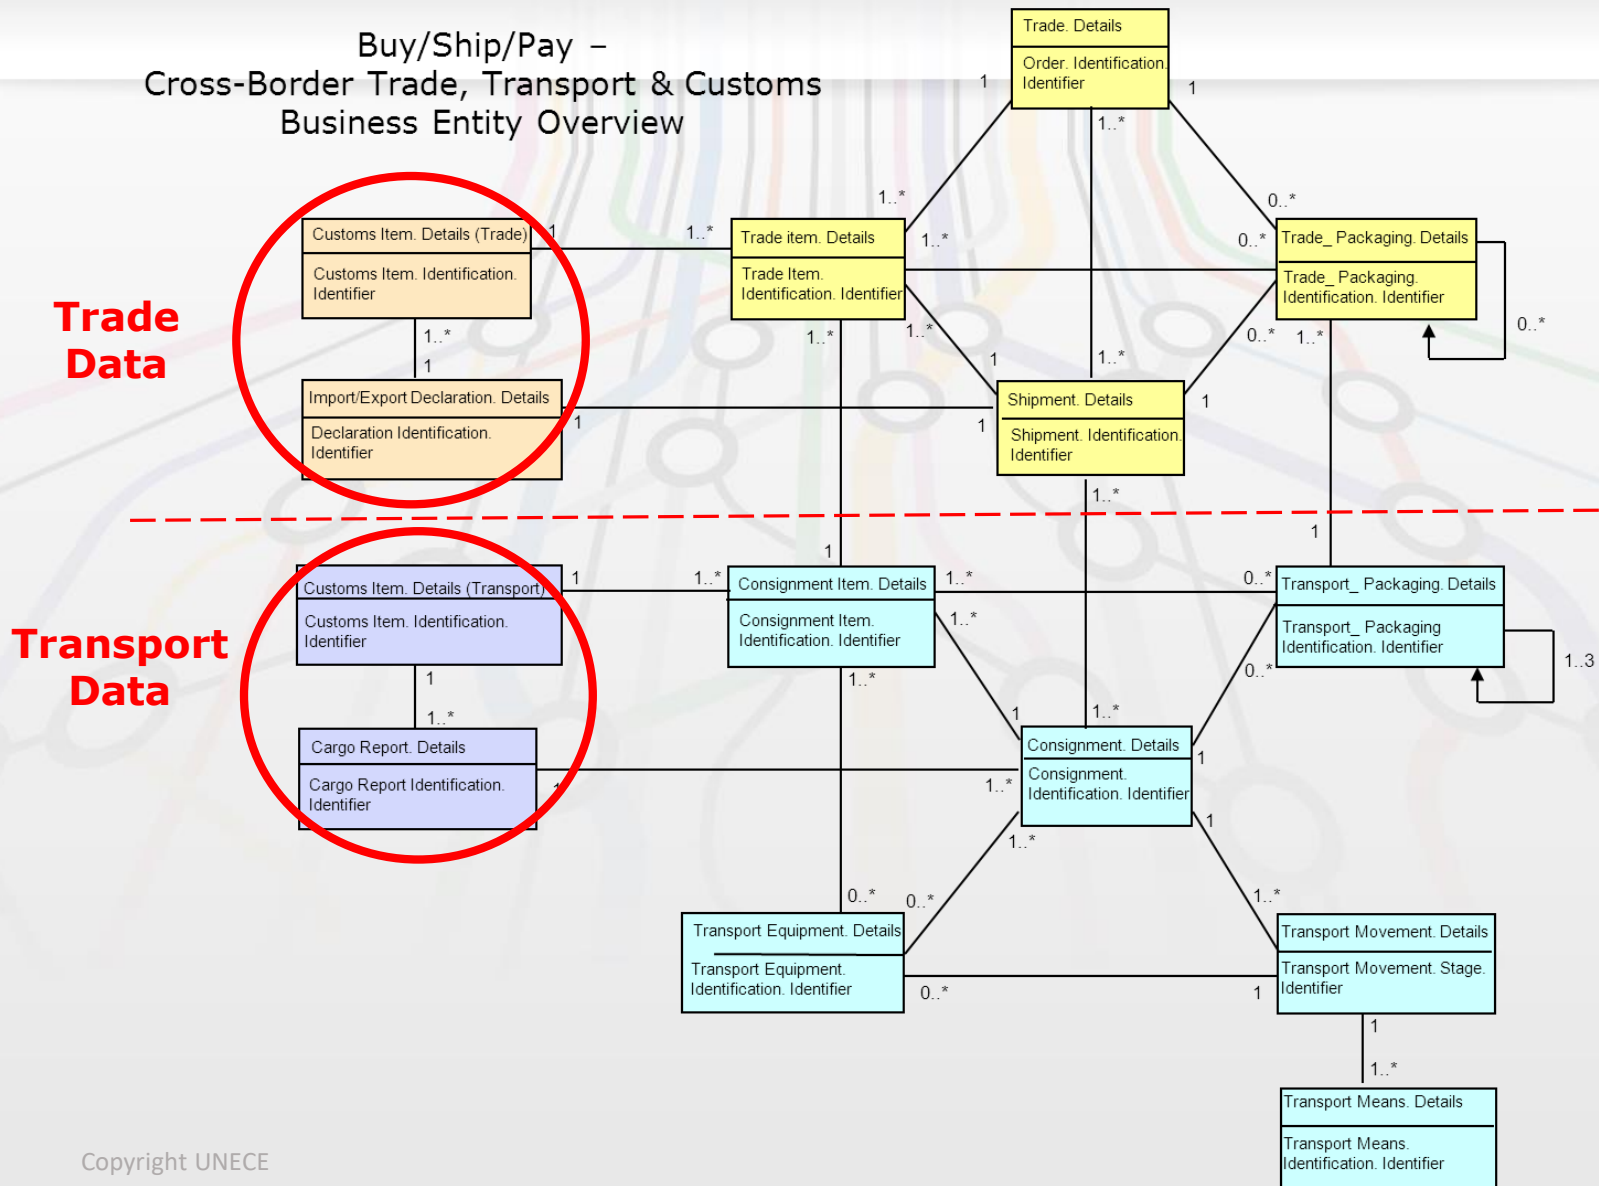 Buy/Ship/Pay –
Cross-Border Trade, Transport & Customs
Business Entity Overview
Trade. Details
Order. Identification.
Identifier
1
1
1..*
1..*
0..*
Customs Item. Details (Trade)
Customs Item. Identification.
Identifier
1
1..*
Trade item. Details
Trade Item.
Identification. Identifier
1..*
0..*
Trade_ Packaging. Details
Trade_ Packaging.
Identification. Identifier
0..*
Trade
Data
1..*
1
1..*
1..*
1
1..*
0..*
1..*
Import/Export Declaration. Details
Declaration Identification.
Identifier
1
1
Shipment. Details
Shipment. Identification.
Identifier
1
1..*
1
1
Customs Item. Details (Transport)
Customs Item. Identification.
Identifier
1
1..*
Consignment Item. Details
Consignment Item.
Identification. Identifier
1..*
1..*
0..*
Transport_ Packaging. Details
Transport_ Packaging
Identification. Identifier
1..3
Transport
Data
1
1..*
1..*
1
1..*
0..*
1
Cargo Report. Details
Cargo Report Identification.
Identifier
1
1..*
Consignment. Details
Consignment.
Identification. Identifier
1..*
1
0..*
0..*
1..*
Transport Equipment. Details
Transport Equipment.
Identification. Identifier
0..*
1
Transport Movement. Details
Transport Movement. Stage.
Identifier
1
1..*
Transport Means. Details
Transport Means.
Identification. Identifier
Copyright UNECE